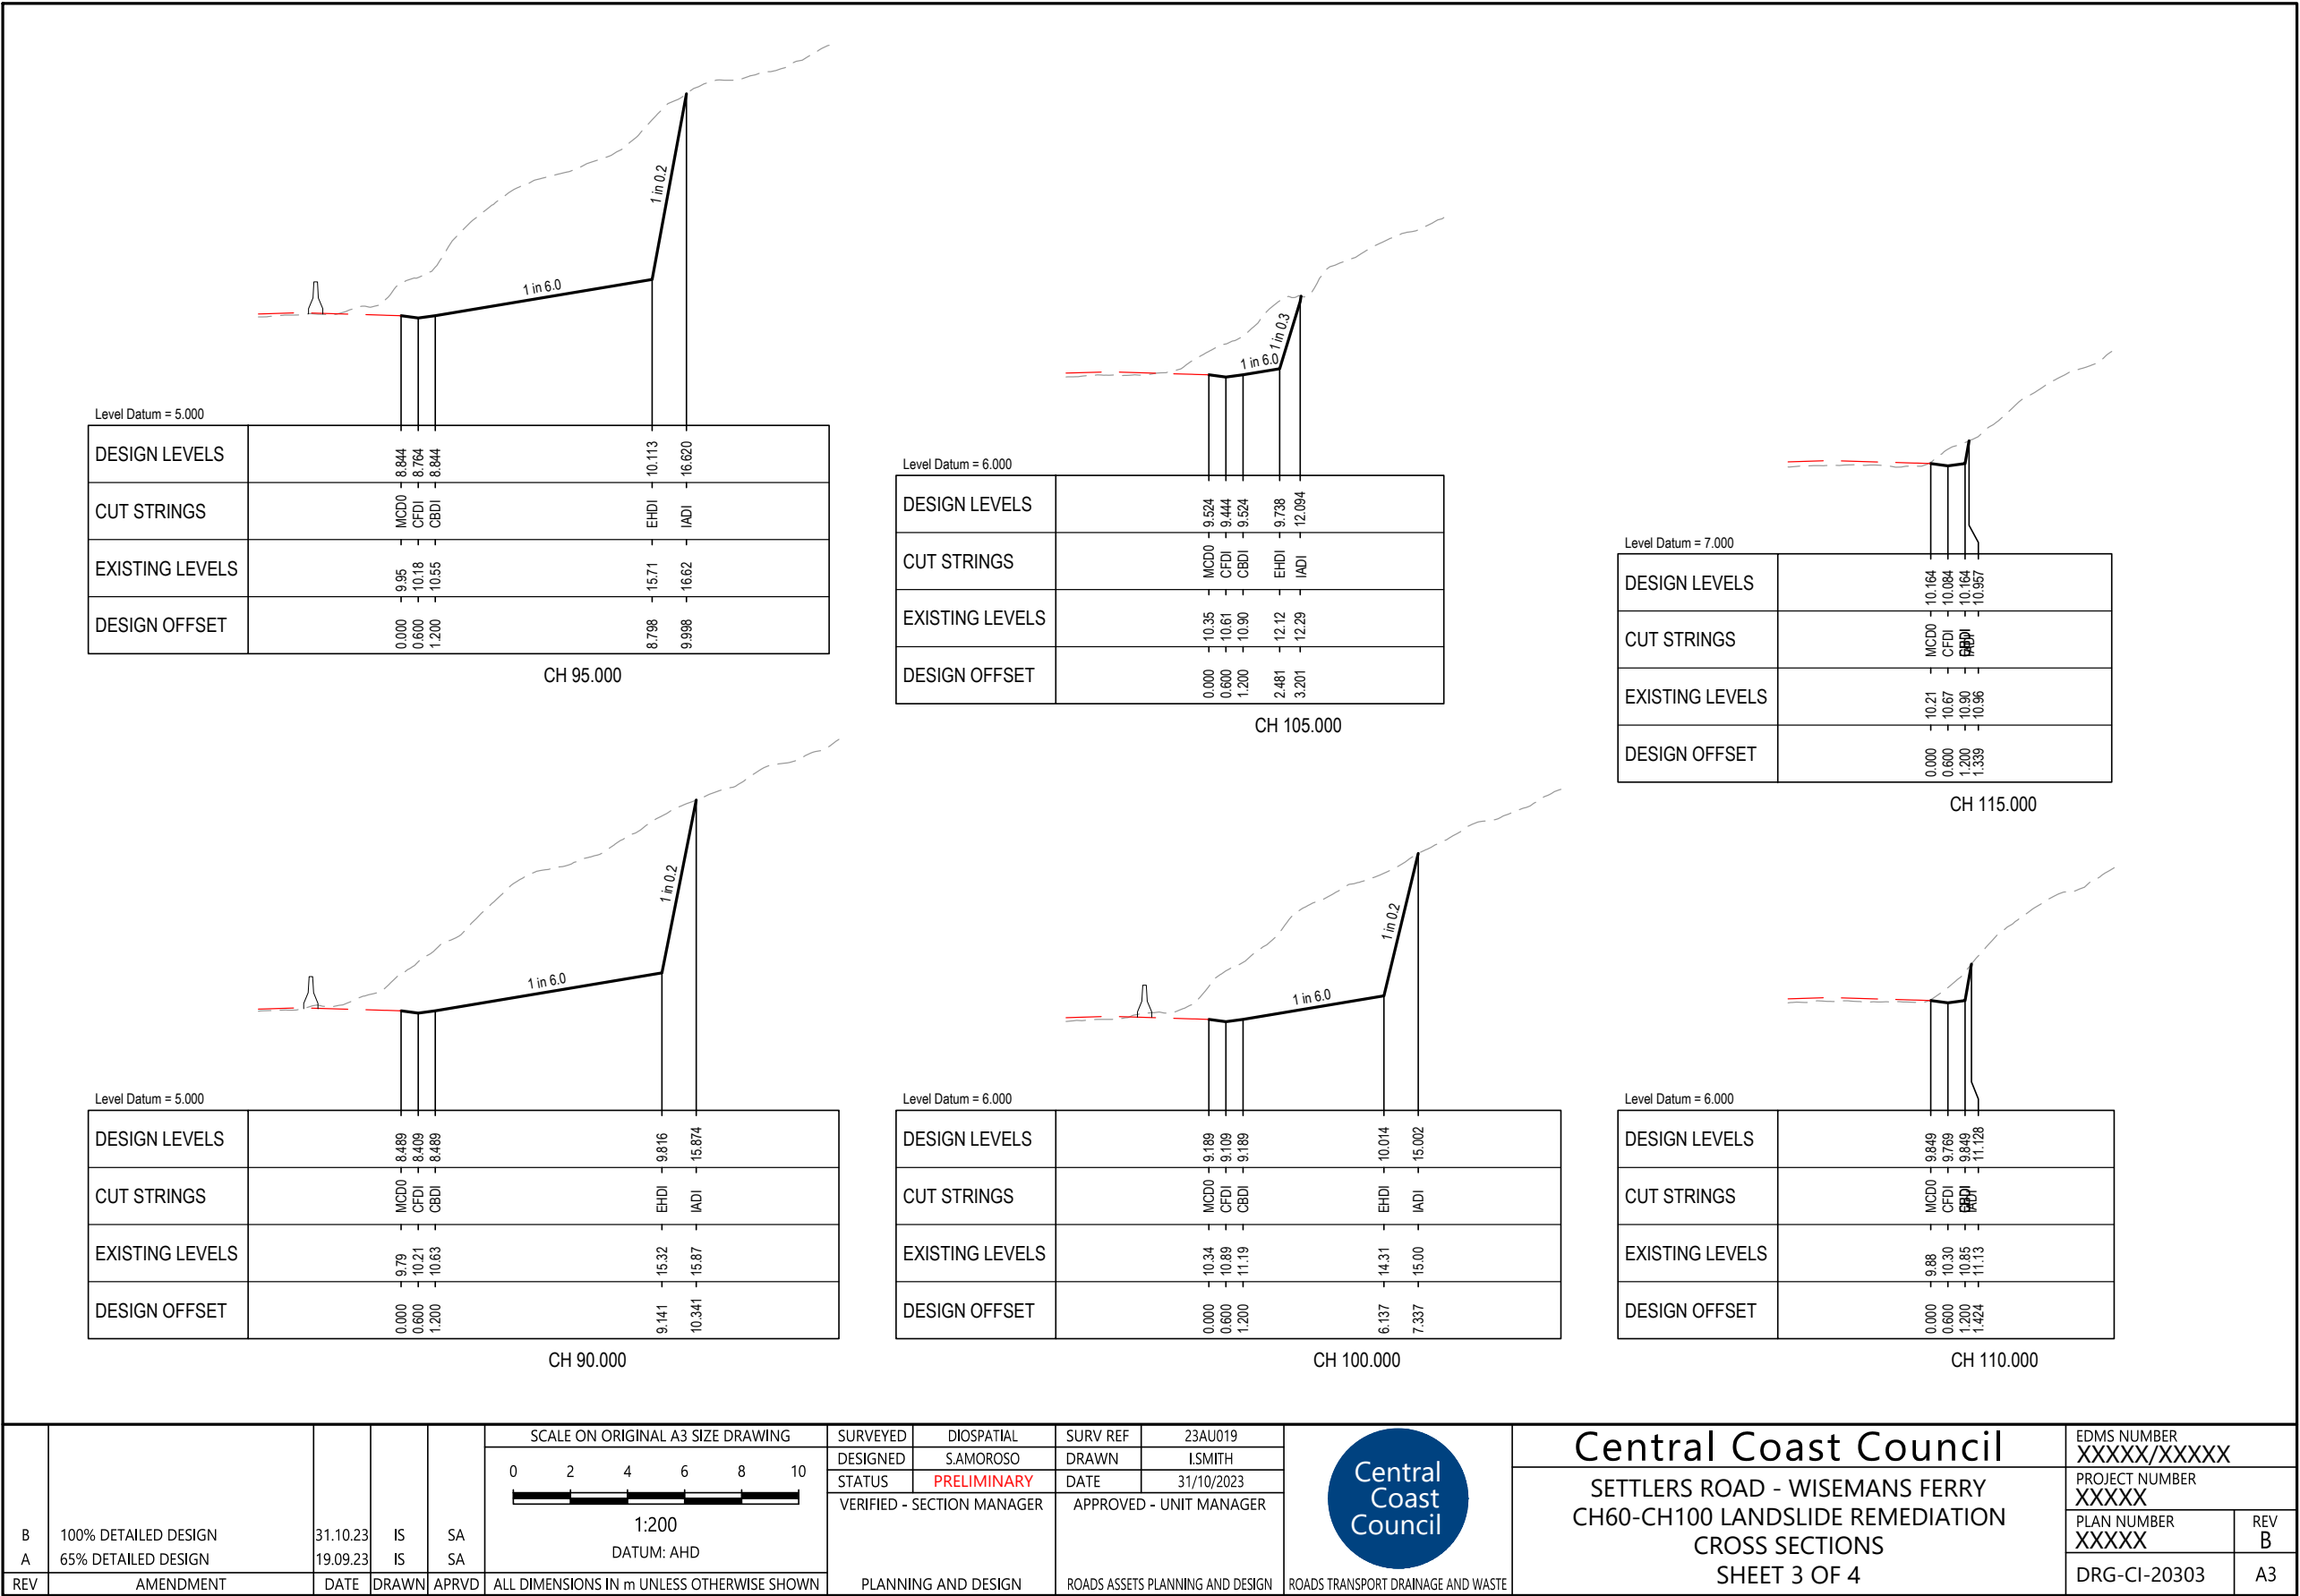 1 in 0.2
1 in 6.0
Level Datum = 5.000
DESIGN LEVELS 8.844 8.764 8.844 10.113 16.620
CUT STRINGS MCD0 CFDI CBDI EHDI IADI
EXISTING LEVELS 9.95 10.18 10.55 15.71 16.62
DESIGN OFFSET 0.000 0.600 1.200 8.798 9.998
CH 95.000
1 in 0.3
1 in 6.0
Level Datum = 6.000
DESIGN LEVELS 9.524 9.444 9.524 9.738 12.094
CUT STRINGS MCD0 CFDI CBDI EHDI IADI
EXISTING LEVELS 10.35 10.61 10.90 12.12 12.29
DESIGN OFFSET 0.000 0.600 1.200 2.481 3.201
CH 105.000
Level Datum = 7.000
DESIGN LEVELS 10.164 10.084 10.164 10.957
CUT STRINGS MCD0 CFDI IADI
EXISTING LEVELS 10.21 10.67 10.90 10.96
DESIGN OFFSET 0.000 0.600 1.200 1.339
CH 115.000
1 in 0.2
1 in 6.0
Level Datum = 5.000
DESIGN LEVELS 8.489 8.409 8.489 9.816 15.874
CUT STRINGS MCD0 CFDI CBDI EHDI IADI
EXISTING LEVELS 9.79 10.21 10.63 15.32 15.87
DESIGN OFFSET 0.000 0.600 1.200 9.141 10.341
CH 90.000
1 in 0.2
1 in 6.0
Level Datum = 6.000
DESIGN LEVELS 9.189 9.109 9.189 10.014 15.002
CUT STRINGS MCD0 CFDI CBDI EHDI IADI
EXISTING LEVELS 10.34 10.89 11.19 14.31 15.00
DESIGN OFFSET 0.000 0.600 1.200 6.137 7.337
CH 100.000
Level Datum = 6.000
DESIGN LEVELS 9.849 9.769 9.849 11.128
CUT STRINGS MCD0 CFDI IADI
EXISTING LEVELS 9.88 10.30 10.85 11.13
DESIGN OFFSET 0.000 0.600 1.200 1.424
CH 110.000
B 100% DETAILED DESIGN 31.10.23 IS SA
A 65% DETAILED DESIGN 19.09.23 IS SA
REV AMENDMENT DATE DRAWN APRVD
SCALE ON ORIGINAL A3 SIZE DRAWING
0 2 4 6 8 10
1:200
DATUM: AHD
ALL DIMENSIONS IN m UNLESS OTHERWISE SHOWN
SURVEYED DIOSPATIAL SURV REF 23AU019
DESIGNED S.AMOROSO DRAWN I.SMITH
STATUS PRELIMINARY DATE 31/10/2023
VERIFIED - SECTION MANAGER APPROVED - UNIT MANAGER
PLANNING AND DESIGN ROADS ASSETS PLANNING AND DESIGN
Central
Coast
Council
ROADS TRANSPORT DRAINAGE AND WASTE
Central Coast Council
SETTLERS ROAD - WISEMANS FERRY
CH60-CH100 LANDSLIDE REMEDIATION
CROSS SECTIONS
SHEET 3 OF 4
EDMS NUMBER
XXXXX/XXXXX
PROJECT NUMBER
XXXXX
PLAN NUMBER REV
XXXXX B
DRG-CI-20303 A3